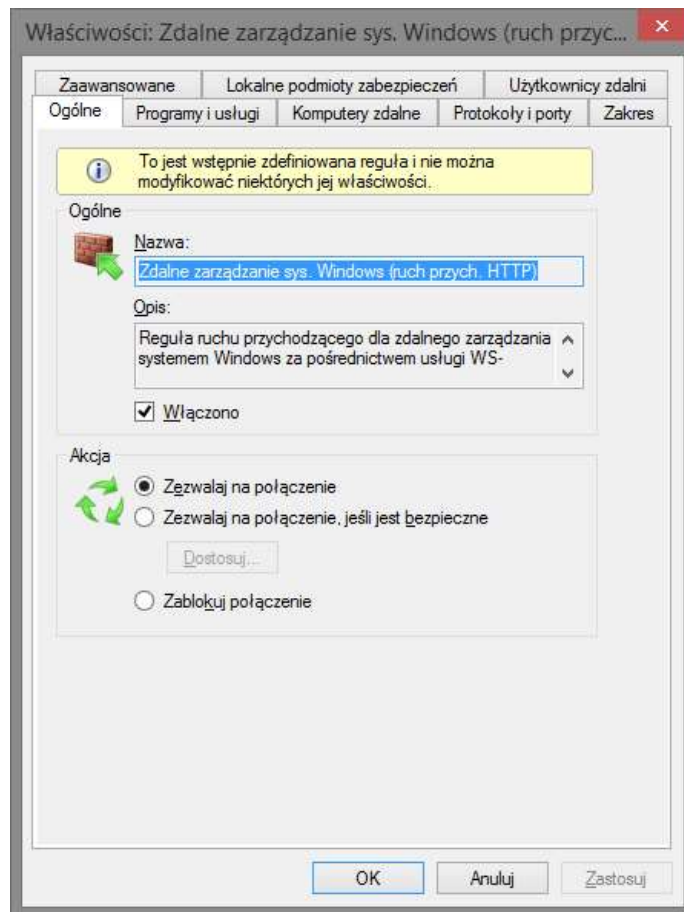 Właściwości: Zdalne zarządzanie sys. Windows (ruch przyc...
Zaawansowane
Lokalne podmioty zabezpieczeń
Użytkownicy zdalni
Ogólne
Programy i usługi
Komputery zdalne
Protokoły i porty
Zakres
To jest wstępnie zdefiniowana reguła i nie można
modyfikować niektórych jej właściwości.
Ogólne
Nazwa:
Zdalne zarządzanie sys. Windows (ruch przych. HTTP)
Opis:
Reguła ruchu przychodzącego dla zdalnego zarządzania
systemem Windows za pośrednictwem usługi WS-
Włączono
Akcja
Zezwalaj na połączenie
Zezwalaj na połączenie, jeśli jest bezpieczne
Dostosuj...
Zablokuj połączenie
OK
Anuluj
Zastosuj